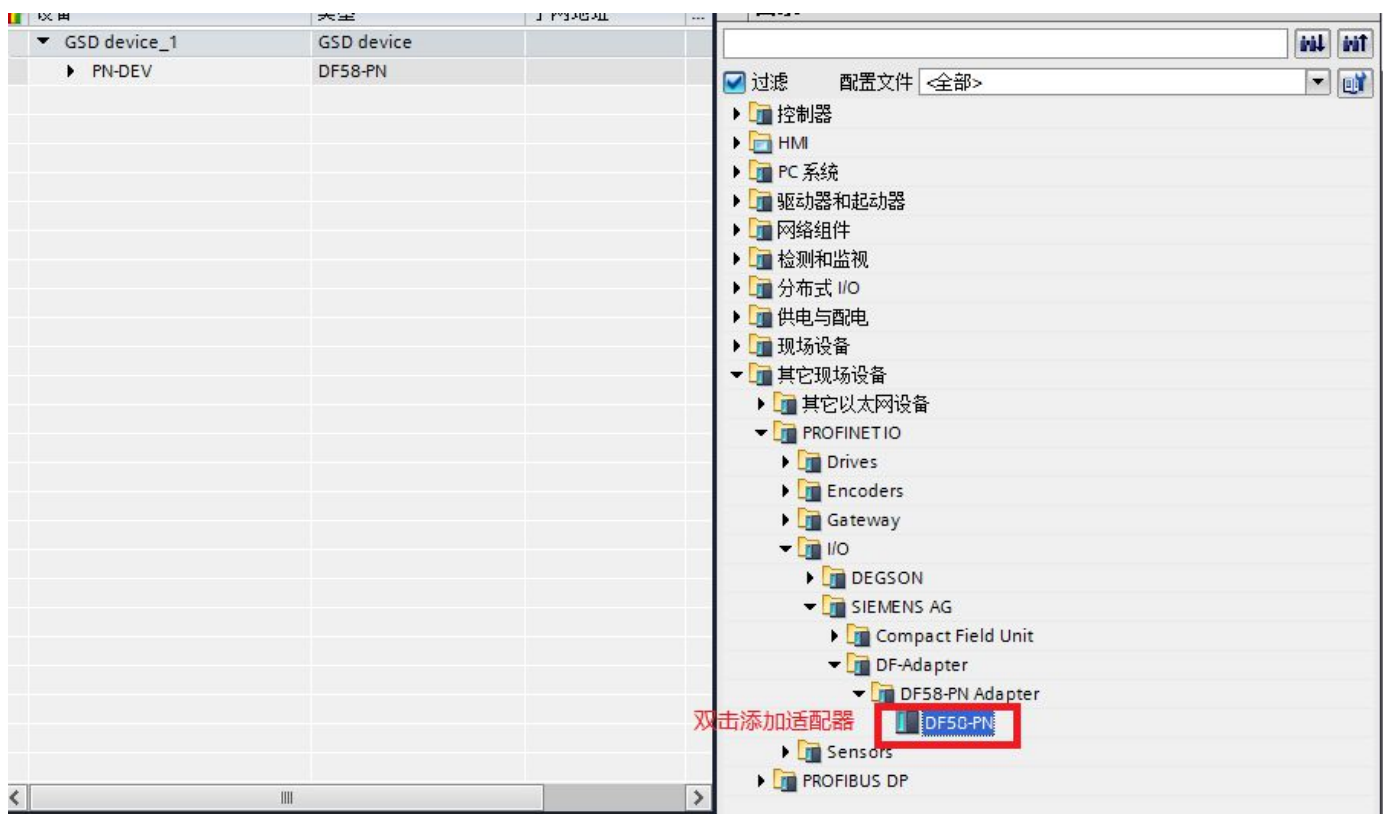 GSD device_1 GSD device
PN-DEV DF58-PN
过滤 配置文件 <全部>
控制器
HMI
PC 系统
驱动器和起动器
网络组件
检测和监视
分布式 I/O
供电与配电
现场设备
其它现场设备
其它以太网设备
PROFINET IO
Drives
Encoders
Gateway
I/O
DEGSON
SIEMENS AG
Compact Field Unit
DF-Adapter
DF58-PN Adapter
双击添加适配器 DF58-PN
Sensors
PROFIBUS DP